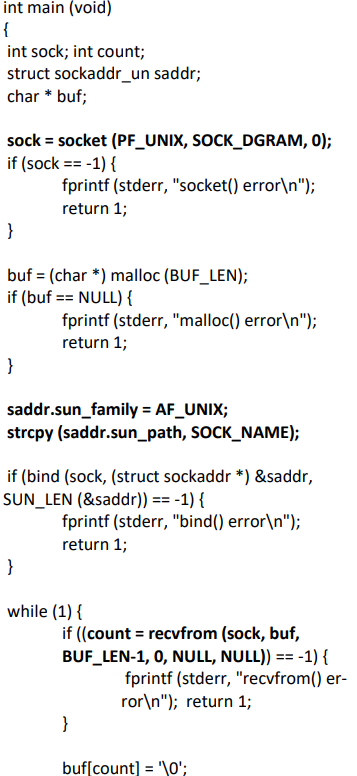 int main (void)
{
int sock; int count;
struct sockaddr_un saddr;
char * buf;
sock = socket (PF_UNIX, SOCK_DGRAM, 0);
if (sock == -1) {
fprintf (stderr, "socket() error\n");
return 1;
}
buf = (char *) malloc (BUF_LEN);
if (buf == NULL) {
fprintf (stderr, "malloc() error\n");
return 1;
}
saddr.sun_family = AF_UNIX;
strcpy (saddr.sun_path, SOCK_NAME);
if (bind (sock, (struct sockaddr *) &saddr,
SUN_LEN (&saddr)) == -1) {
fprintf (stderr, "bind() error\n");
return 1;
}
while (1) {
if ((count = recvfrom (sock, buf,
BUF_LEN-1, 0, NULL, NULL)) == -1) {
fprintf (stderr, "recvfrom() er-
ror\n"); return 1;
}
buf[count] = '\0';